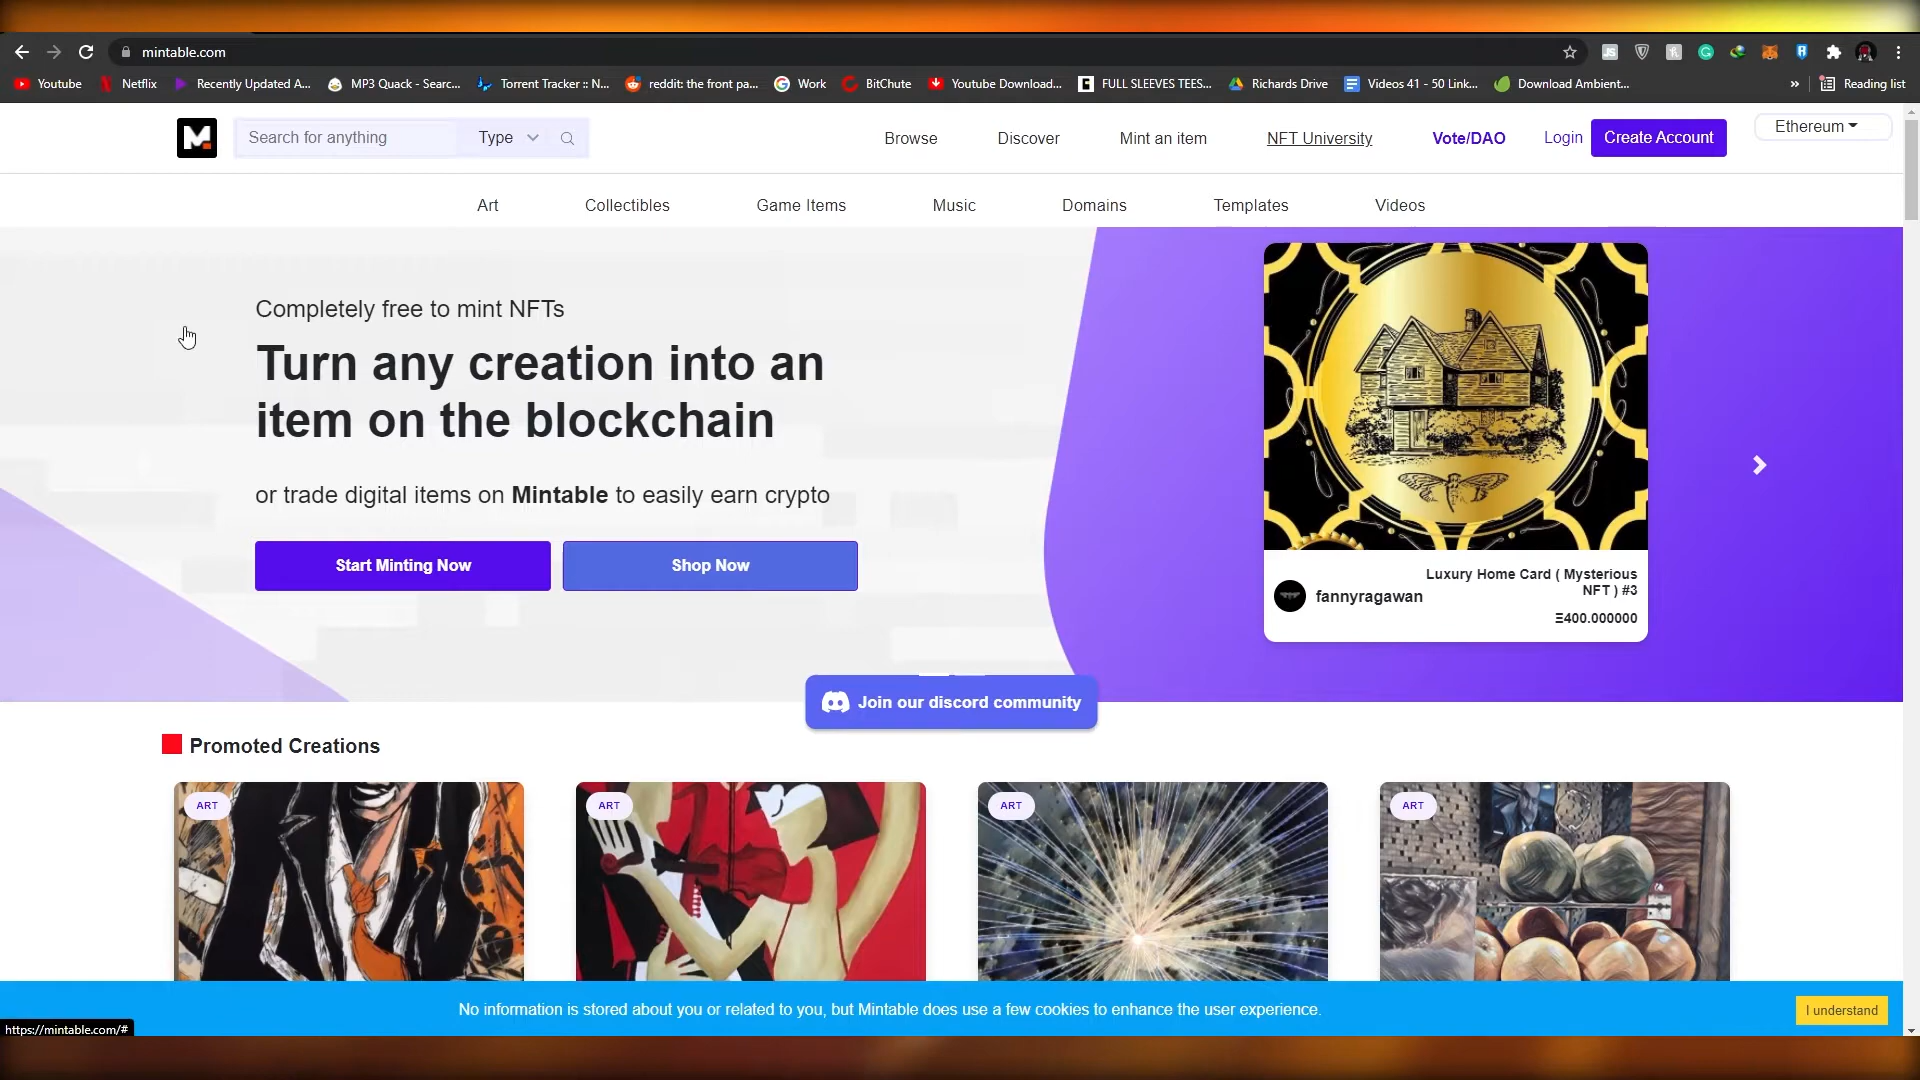 mintable.com
Youtube
Netflix
Recently Updated A...
MP3 Quack - Searc...
Torrent Tracker :: N...
reddit: the front pa...
Work
BitChute
Youtube Download...
FULL SLEEVES TEES...
Richards Drive
Videos 41 - 50 Link...
Download Ambient...
»
Reading list
M.
Search for anything
Type
Browse
Discover
Mint an item
NFT University
Vote/DAO
Login
Create Account
Ethereum
Art
Collectibles
Game Items
Music
Domains
Templates
Videos
Completely free to mint NFTs
Turn any creation into an
item on the blockchain
or trade digital items on Mintable to easily earn crypto
Start Minting Now
Shop Now
fannyragawan
Luxury Home Card ( Mysterious
NFT ) #3
Ξ400.000000
Join our discord community
Promoted Creations
ART
ART
ART
ART
No information is stored about you or related to you, but Mintable does use a few cookies to enhance the user experience.
I understand
https://mintable.com/#